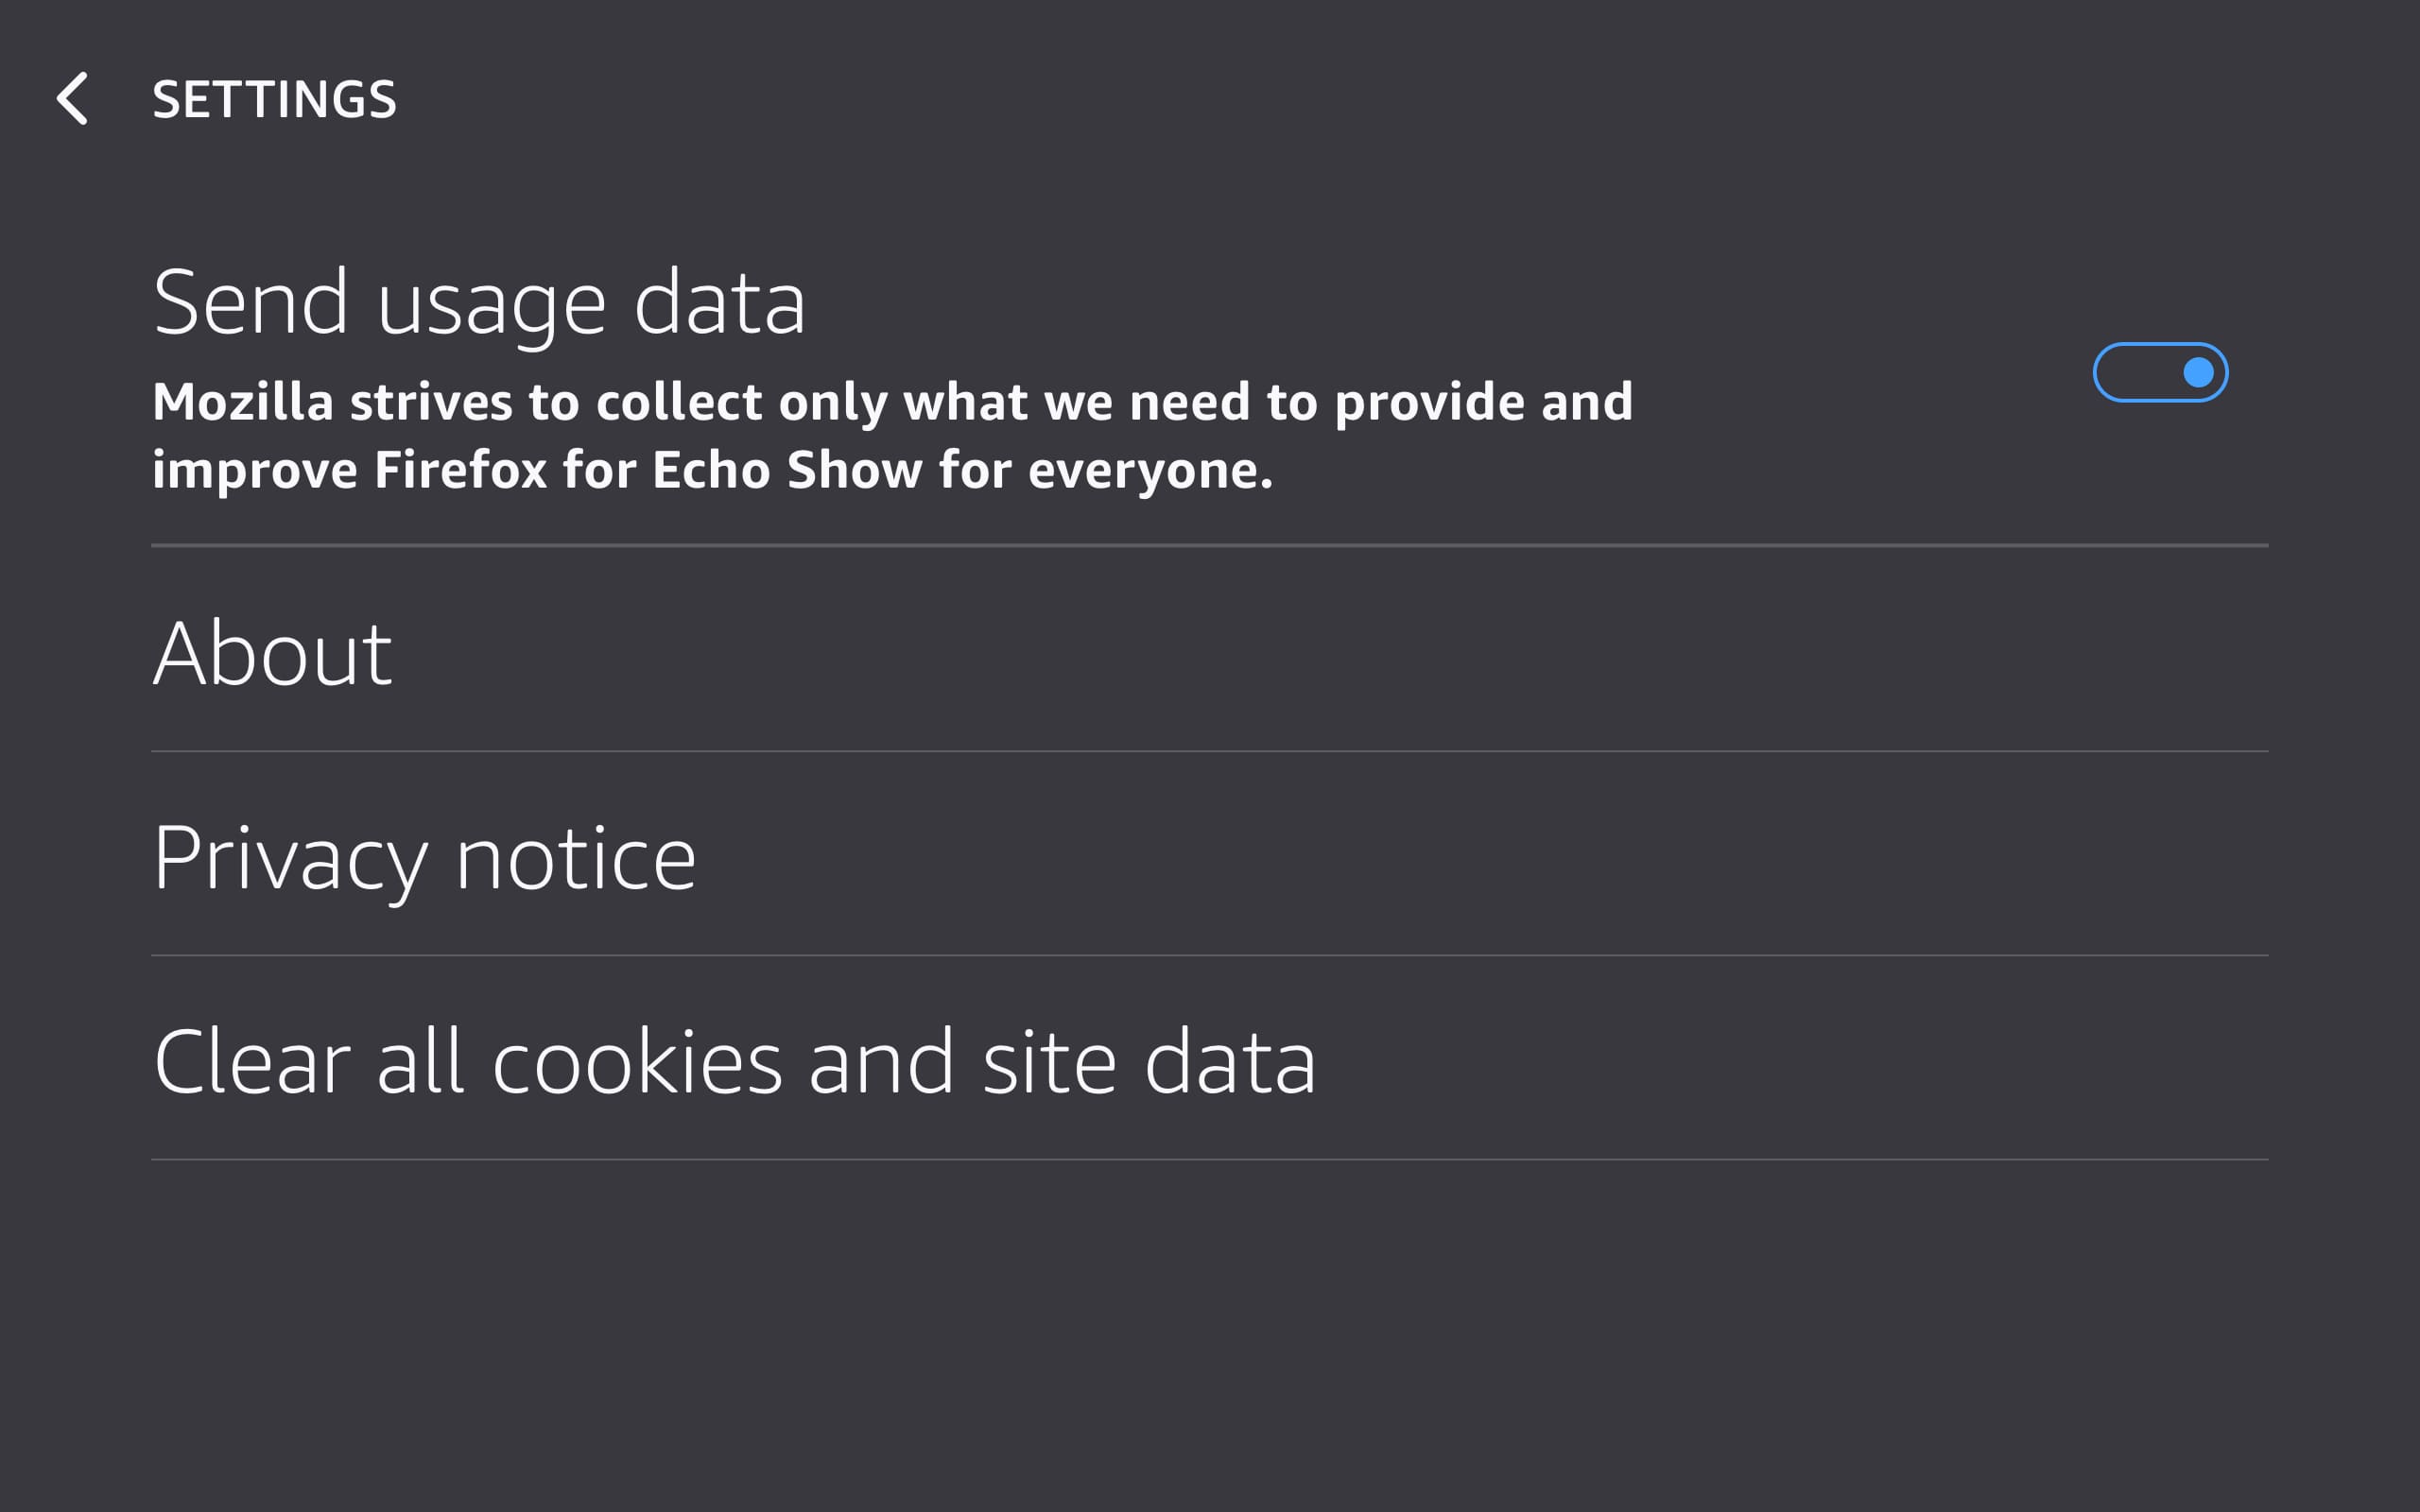 SETTINGS
Send usage data
Mozilla strives to collect only what we need to provide and
improve Firefox for Echo Show for everyone.
About
Privacy notice
Clear all cookies and site data